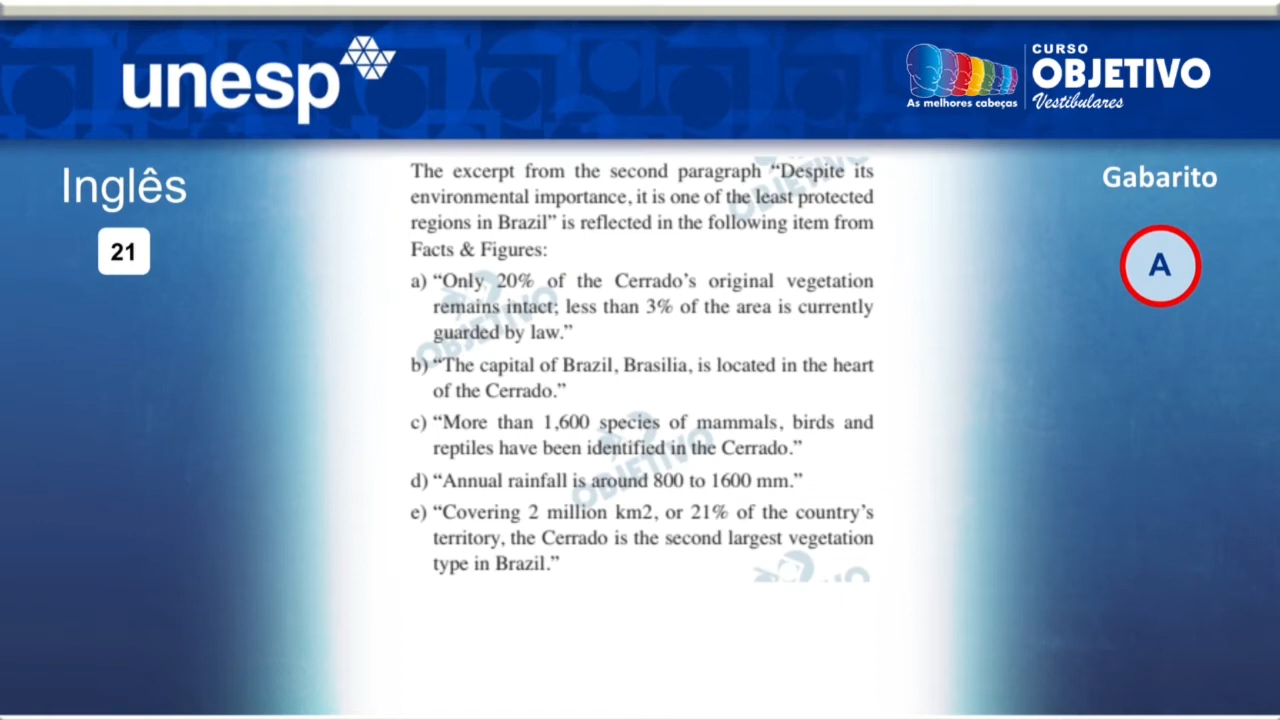 unesp
CURSO
OBJETIVO
As melhores cabeças
Vestibulares
Inglês
21
Gabarito
A
The excerpt from the second paragraph “Despite its
environmental importance, it is one of the least protected
regions in Brazil” is reflected in the following item from
Facts & Figures:
a) “Only 20% of the Cerrado’s original vegetation
remains intact; less than 3% of the area is currently
guarded by law.”
b) “The capital of Brazil, Brasilia, is located in the heart
of the Cerrado.”
c) “More than 1,600 species of mammals, birds and
reptiles have been identified in the Cerrado.”
d) “Annual rainfall is around 800 to 1600 mm.”
e) “Covering 2 million km2, or 21% of the country’s
territory, the Cerrado is the second largest vegetation
type in Brazil.”
OBJETIVO
OBJETIVO
OBJETIVO